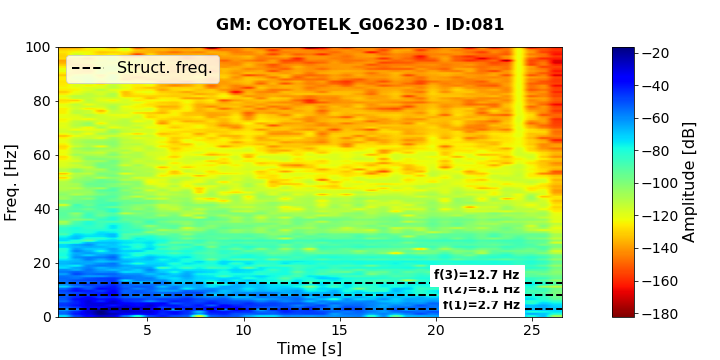 GM: COYOTELK_G06230 - ID:081
Struct. freq.
Freq. [Hz]
100
80
60
40
20
0
f(3)=12.7 Hz
f(2)=8.1 Hz
f(1)=2.7 Hz
5
10
15
20
25
Time [s]
−20
−40
−60
−80
−100
−120
−140
−160
−180
Amplitude [dB]